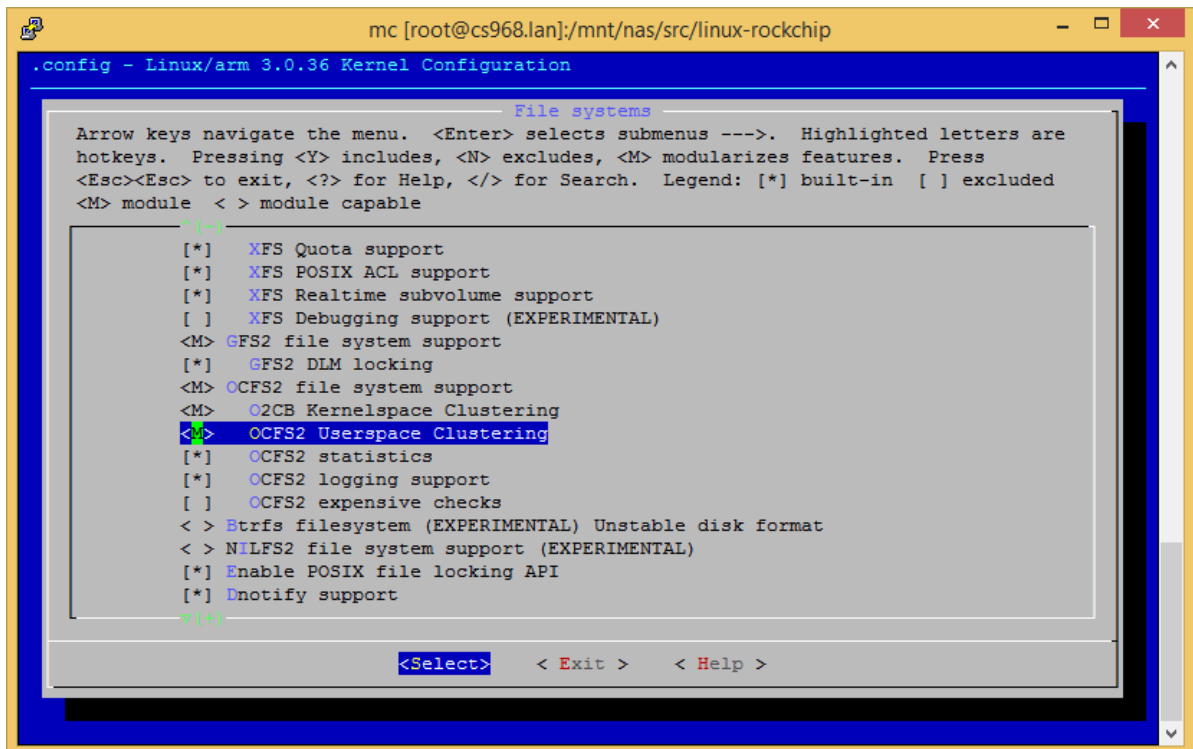 mc [root@cs968.lan]:/mnt/nas/src/linux-rockchip
.config - Linux/arm 3.0.36 Kernel Configuration
File systems
Arrow keys navigate the menu.  <Enter> selects submenus --->.  Highlighted letters are
hotkeys.  Pressing <Y> includes, <N> excludes, <M> modularizes features.  Press
<Esc><Esc> to exit, <?> for Help, </> for Search.  Legend: [*] built-in  [ ] excluded
<M> module  < > module capable
^(-)
[*]   XFS Quota support
[*]   XFS POSIX ACL support
[*]   XFS Realtime subvolume support
[ ]   XFS Debugging support (EXPERIMENTAL)
<M> GFS2 file system support
[*]   GFS2 DLM locking
<M> OCFS2 file system support
<M>   O2CB Kernelspace Clustering
<M>   OCFS2 Userspace Clustering
[*]   OCFS2 statistics
[*]   OCFS2 logging support
[ ]   OCFS2 expensive checks
< > Btrfs filesystem (EXPERIMENTAL) Unstable disk format
< > NILFS2 file system support (EXPERIMENTAL)
[*] Enable POSIX file locking API
[*] Dnotify support
v(+)
<Select>    < Exit >    < Help >